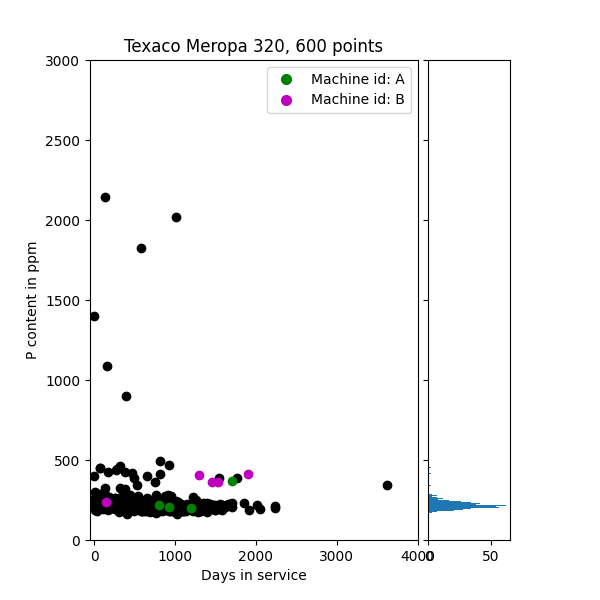 Texaco Meropa 320, 600 points
Machine id: A
Machine id: B
P content in ppm
3000
2500
2000
1500
1000
500
0
0 1000 2000 3000 4000
0 50
Days in service